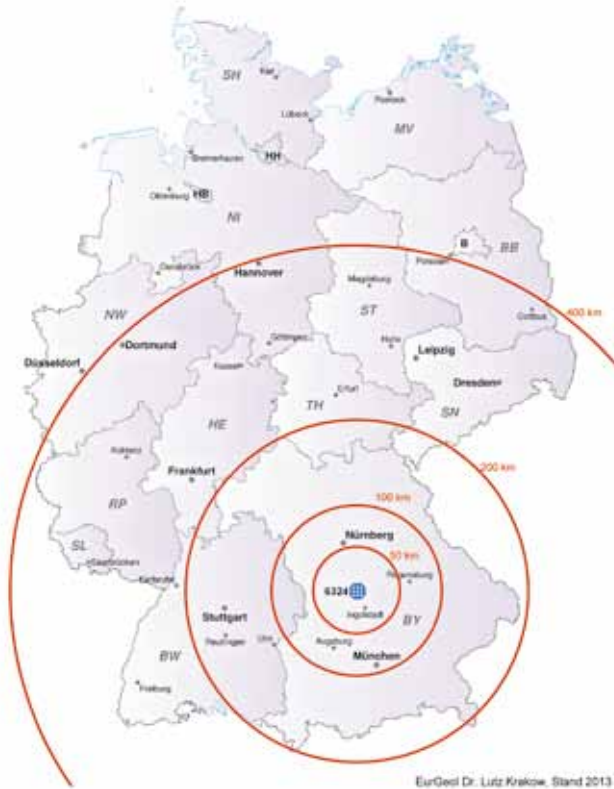 SH
Kiel
Rostock
Lübeck
MV
Bremerhaven
HH
Oldenburg
HB
NI
B
BB
Potsdam
Osnabrück
Hannover
Magdeburg
400 km
NW
ST
Cottbus
Dortmund
Göttingen
Halle
Leipzig
Düsseldorf
Kassel
Dresden
Erfurt
TH
SN
HE
Koblenz
Frankfurt
200 km
RP
100 km
Nürnberg
SL
50 km
Saarbrücken
Karlsruhe
Regensburg
6324
Ingolstadt
Stuttgart
BY
Reutlingen
Ulm
Augsburg
BW
München
Freiburg
EurGeol Dr. Lutz Krakow, Stand 2013